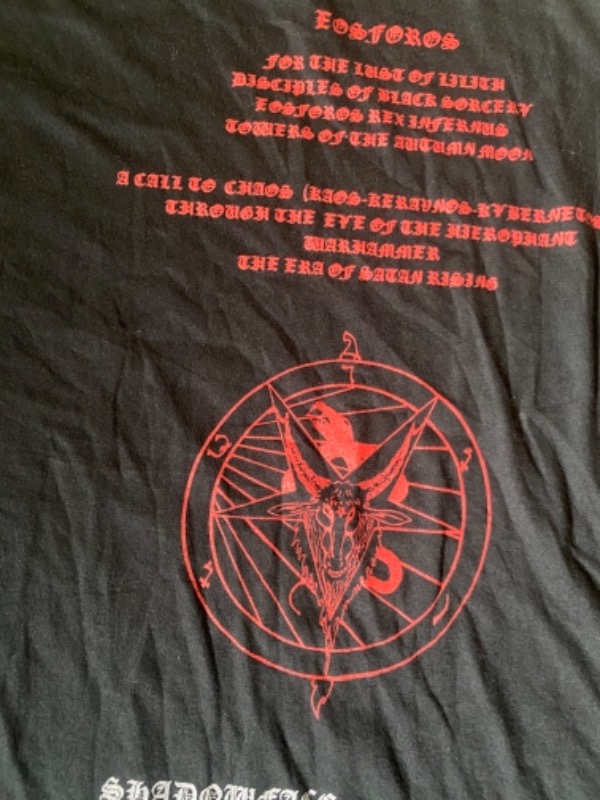 EOSFOROS
FOR THE LUST OF LILITH
DISCIPLES OF BLACK SORCERY
EOSFOROS REX INFERNUS
TOWERS OF THE AUTUMN MOON
A CALL TO CHAOS (KAOS-KERAVNOS-KYBERNETOS
THROUGH THE EYE OF THE HIEROPHANT
WARHAMMER
THE ERA OF SATAN RISING